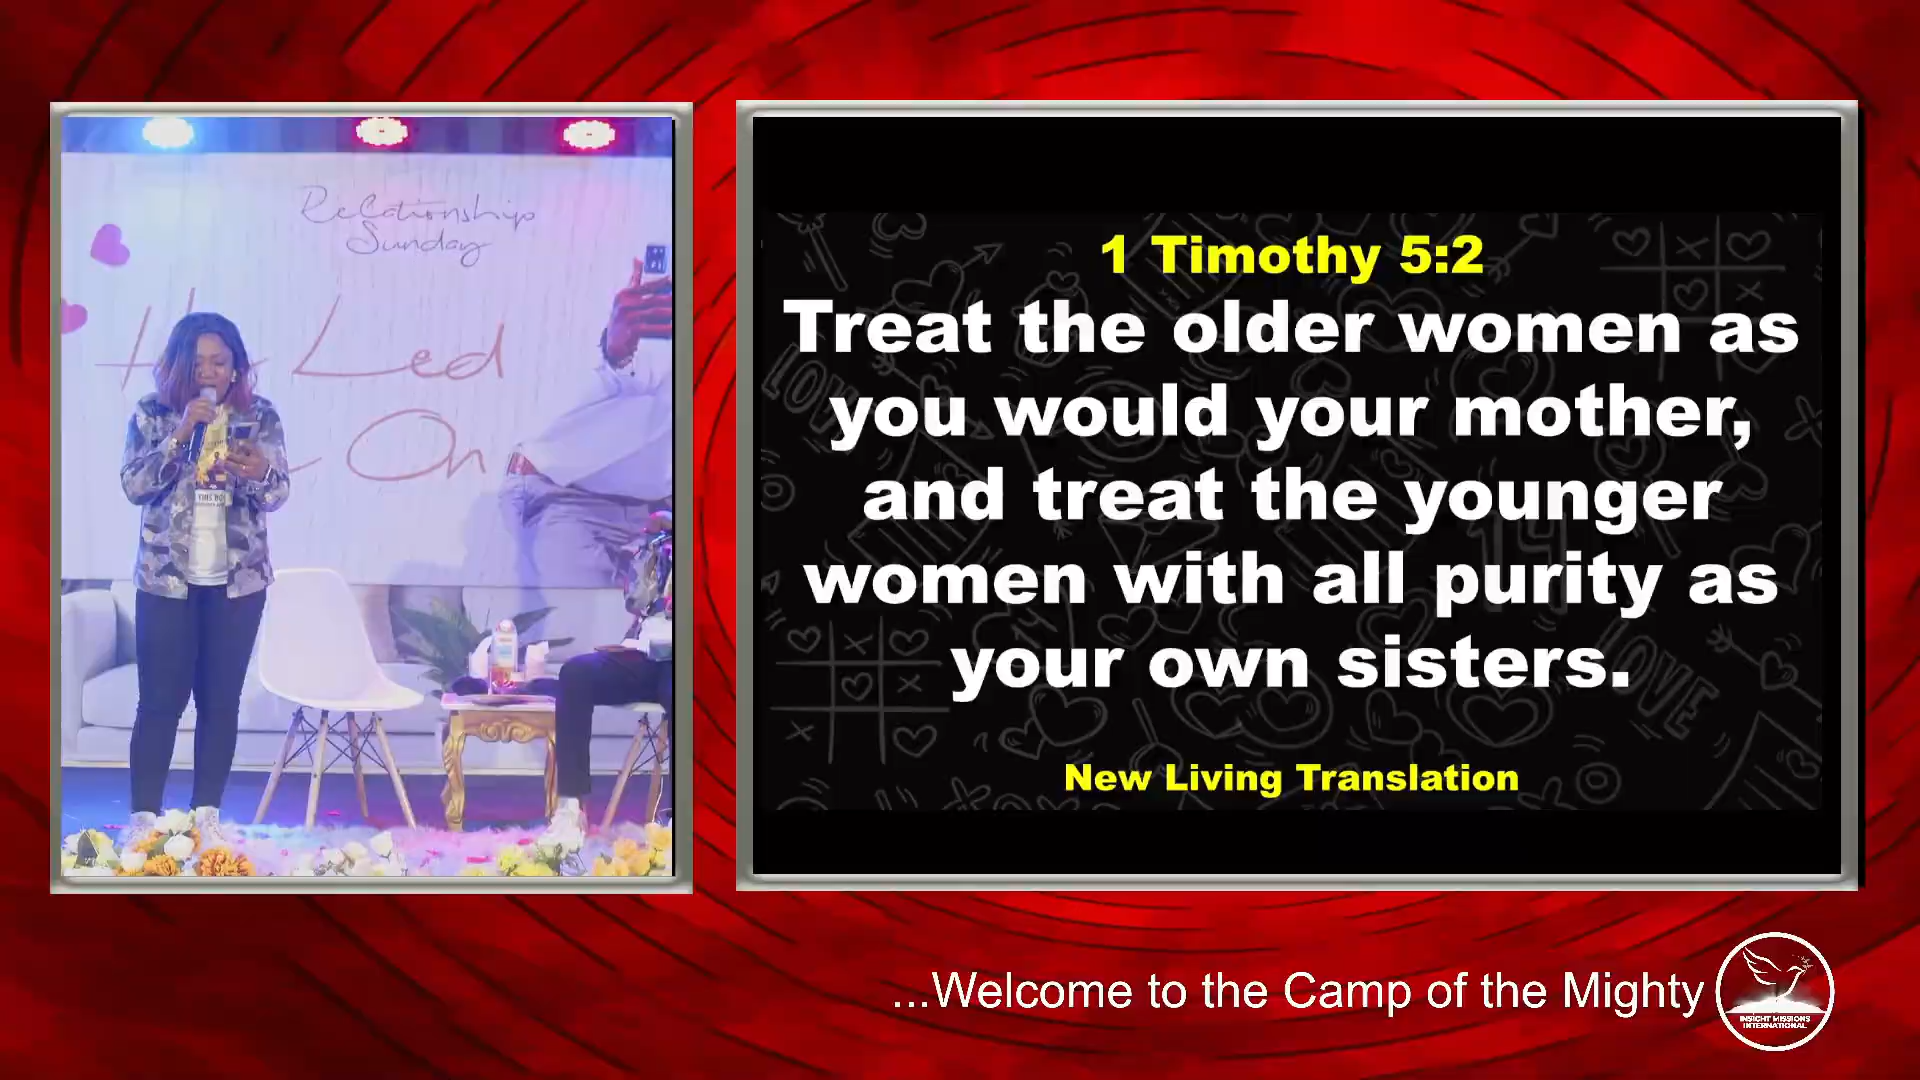 Relationship
Sunday
Led
On
THIS BO
1 Timothy 5:2
Treat the older women as
you would your mother,
and treat the younger
women with all purity as
your own sisters.
New Living Translation
...Welcome to the Camp of the Mighty
INSIGHT MISSIONS
INTERNATIONAL